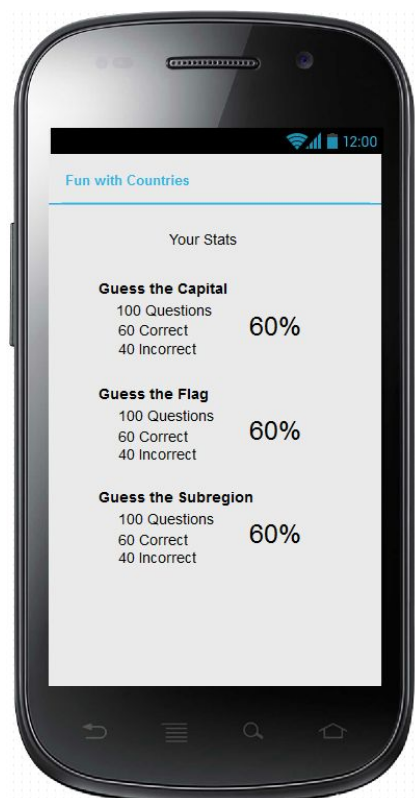 12:00
Fun with Countries
Your Stats
Guess the Capital
100 Questions
60 Correct
40 Incorrect
60%
Guess the Flag
100 Questions
60 Correct
40 Incorrect
60%
Guess the Subregion
100 Questions
60 Correct
40 Incorrect
60%